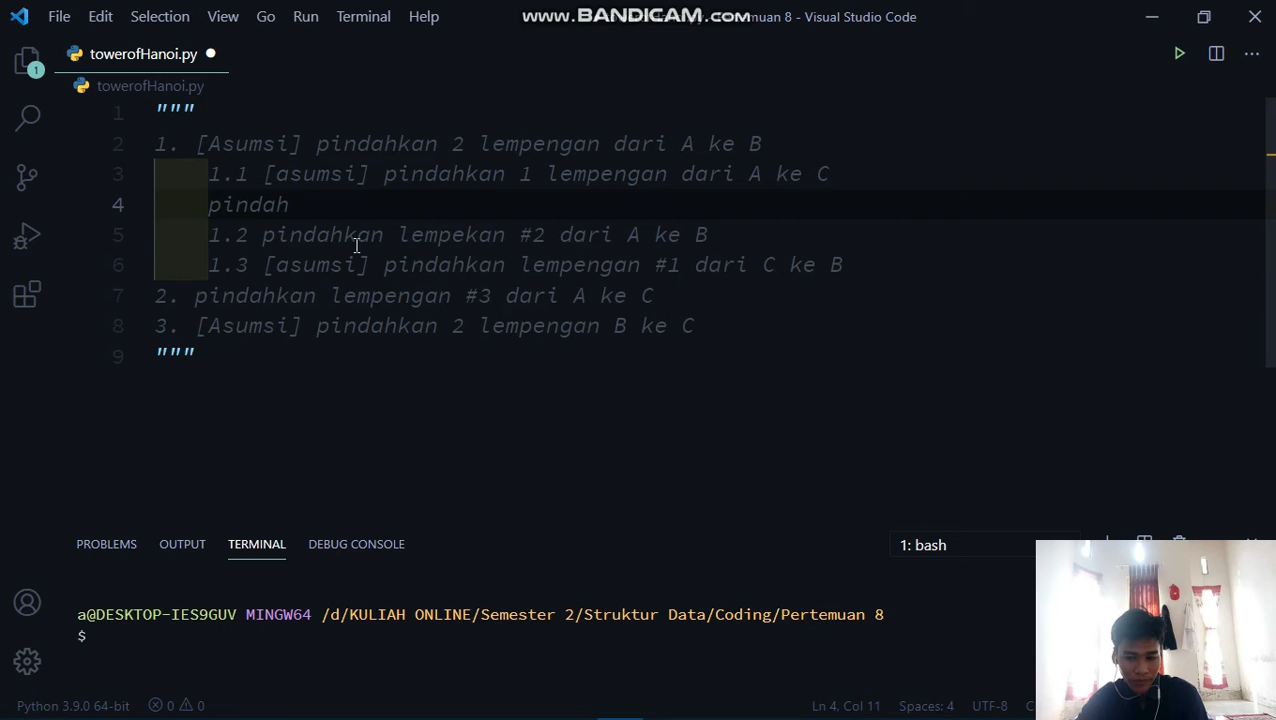 File Edit Selection View Go Run Terminal Help www.BANDICAM.com muan 8 - Visual Studio Code
towerofHanoi.py
1
towerofHanoi.py
1 """
2 1. [Asumsi] pindahkan 2 lempengan dari A ke B
3 1.1 [asumsi] pindahkan 1 lempengan dari A ke C
4 pindah
5 1.2 pindahkan lempekan #2 dari A ke B
6 1.3 [asumsi] pindahkan lempengan #1 dari C ke B
7 2. pindahkan lempengan #3 dari A ke C
8 3. [Asumsi] pindahkan 2 lempengan B ke C
9 """
PROBLEMS OUTPUT TERMINAL DEBUG CONSOLE 1: bash
a@DESKTOP-IES9GUV MINGW64 /d/KULIAH ONLINE/Semester 2/Struktur Data/Coding/Pertemuan 8
$
Python 3.9.0 64-bit 0 0 Ln 4, Col 11 Spaces: 4 UTF-8